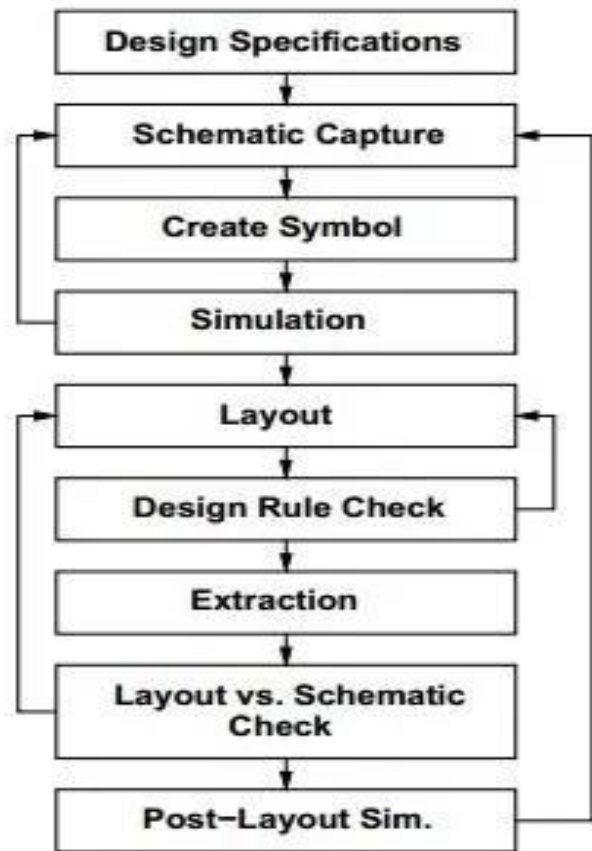 Design Specifications
Schematic Capture
Create Symbol
Simulation
Layout
Design Rule Check
Extraction
Layout vs. Schematic
Check
Post-Layout Sim.